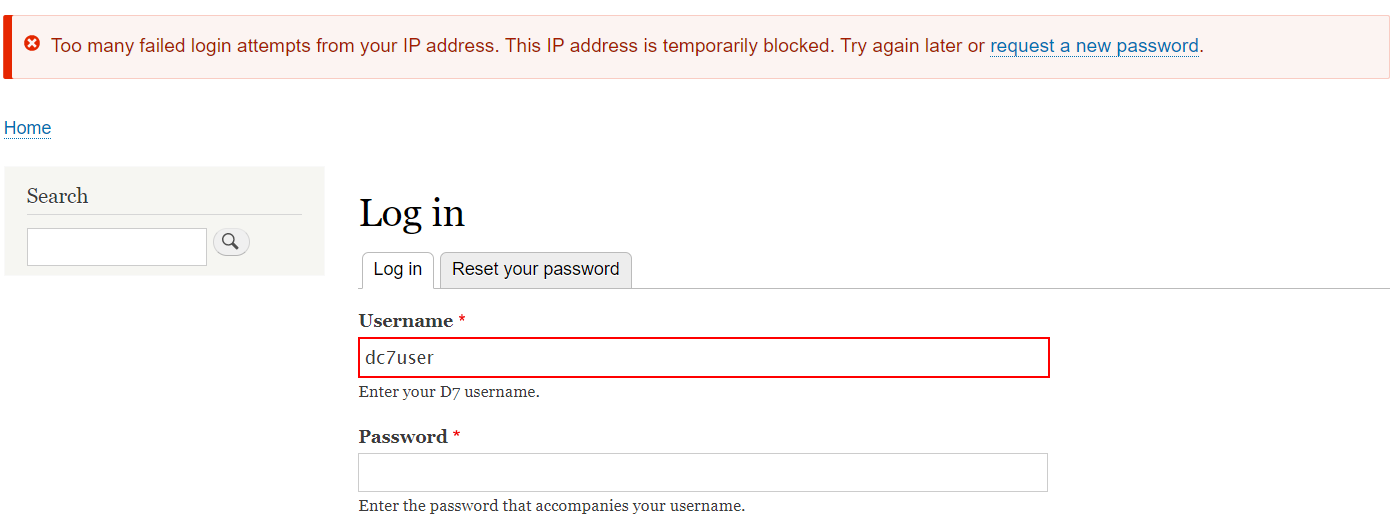 Too many failed login attempts from your IP address. This IP address is temporarily blocked. Try again later or request a new password.
Home
Search
Log in
Log in
Reset your password
Username *
dc7user
Enter your D7 username.
Password *
Enter the password that accompanies your username.